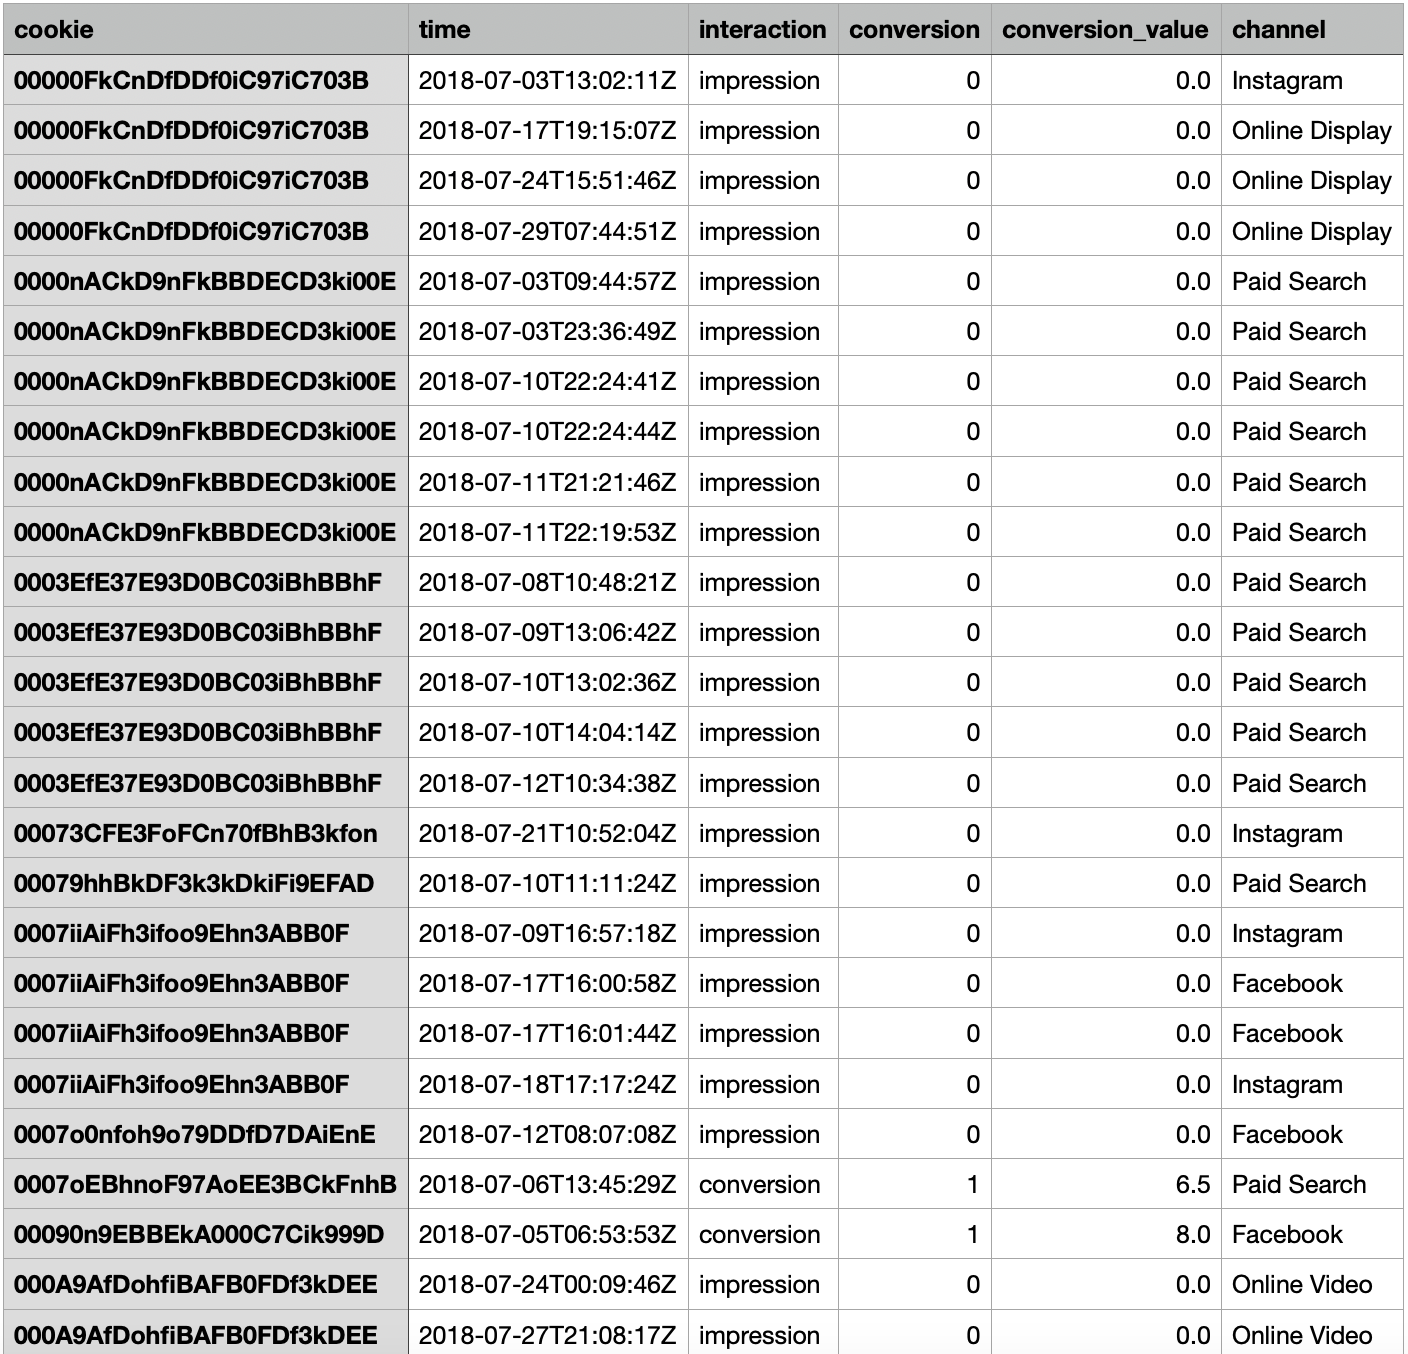 cookie time interaction conversion conversion_value channel
00000FkCnDfDDf0iC97iC703B 2018-07-03T13:02:11Z impression 0 0.0 Instagram
00000FkCnDfDDf0iC97iC703B 2018-07-17T19:15:07Z impression 0 0.0 Online Display
00000FkCnDfDDf0iC97iC703B 2018-07-24T15:51:46Z impression 0 0.0 Online Display
00000FkCnDfDDf0iC97iC703B 2018-07-29T07:44:51Z impression 0 0.0 Online Display
0000nACkD9nFkBBDECD3ki00E 2018-07-03T09:44:57Z impression 0 0.0 Paid Search
0000nACkD9nFkBBDECD3ki00E 2018-07-03T23:36:49Z impression 0 0.0 Paid Search
0000nACkD9nFkBBDECD3ki00E 2018-07-10T22:24:41Z impression 0 0.0 Paid Search
0000nACkD9nFkBBDECD3ki00E 2018-07-10T22:24:44Z impression 0 0.0 Paid Search
0000nACkD9nFkBBDECD3ki00E 2018-07-11T21:21:46Z impression 0 0.0 Paid Search
0000nACkD9nFkBBDECD3ki00E 2018-07-11T22:19:53Z impression 0 0.0 Paid Search
0003EfE37E93D0BC03iBhBBhF 2018-07-08T10:48:21Z impression 0 0.0 Paid Search
0003EfE37E93D0BC03iBhBBhF 2018-07-09T13:06:42Z impression 0 0.0 Paid Search
0003EfE37E93D0BC03iBhBBhF 2018-07-10T13:02:36Z impression 0 0.0 Paid Search
0003EfE37E93D0BC03iBhBBhF 2018-07-10T14:04:14Z impression 0 0.0 Paid Search
0003EfE37E93D0BC03iBhBBhF 2018-07-12T10:34:38Z impression 0 0.0 Paid Search
00073CFE3FoFCn70fBhB3kfon 2018-07-21T10:52:04Z impression 0 0.0 Instagram
00079hhBkDF3k3kDkiFi9EFAD 2018-07-10T11:11:24Z impression 0 0.0 Paid Search
0007iiAiFh3ifoo9Ehn3ABB0F 2018-07-09T16:57:18Z impression 0 0.0 Instagram
0007iiAiFh3ifoo9Ehn3ABB0F 2018-07-17T16:00:58Z impression 0 0.0 Facebook
0007iiAiFh3ifoo9Ehn3ABB0F 2018-07-17T16:01:44Z impression 0 0.0 Facebook
0007iiAiFh3ifoo9Ehn3ABB0F 2018-07-18T17:17:24Z impression 0 0.0 Instagram
0007o0nfoh9o79DDfD7DAiEnE 2018-07-12T08:07:08Z impression 0 0.0 Facebook
0007oEBhnoF97AoEE3BCkFnhB 2018-07-06T13:45:29Z conversion 1 6.5 Paid Search
00090n9EBBEkA000C7Cik999D 2018-07-05T06:53:53Z conversion 1 8.0 Facebook
000A9AfDohfiBAFB0FDf3kDEE 2018-07-24T00:09:46Z impression 0 0.0 Online Video
000A9AfDohfiBAFB0FDf3kDEE 2018-07-27T21:08:17Z impression 0 0.0 Online Video